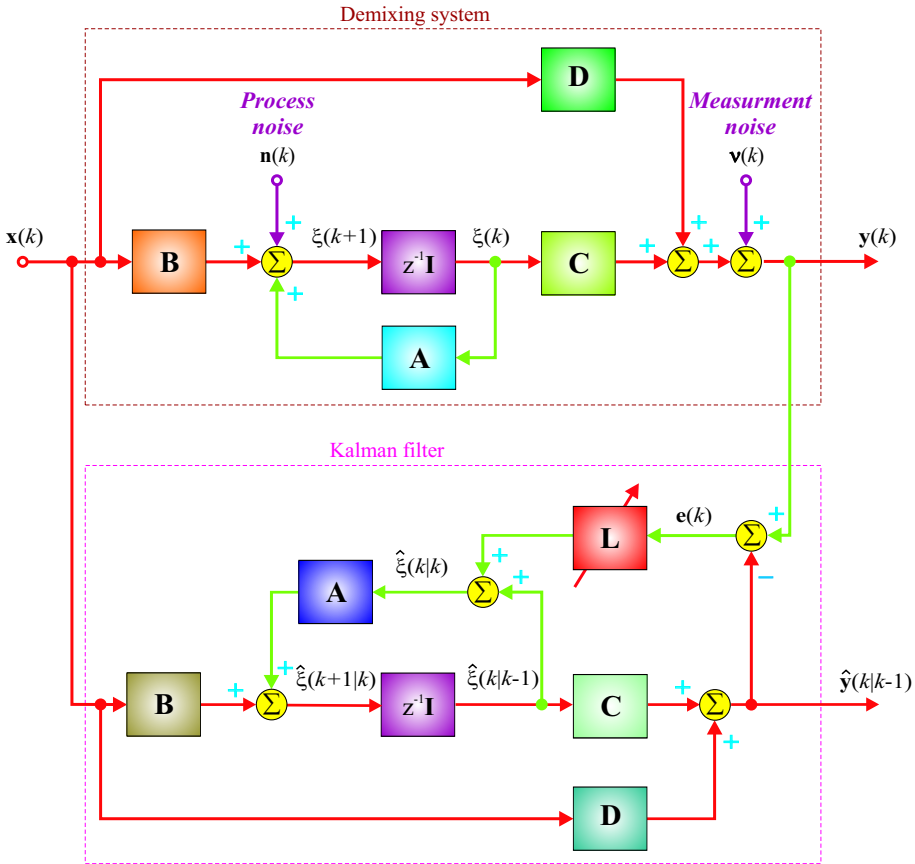 Demixing system
D
Process
noise
n(k)
Measurment
noise
ν(k)
x(k)
+
+
+
+
B
+
Σ
+
ξ(k+1)
z⁻¹I
ξ(k)
C
+
Σ
+
Σ
y(k)
A
Kalman filter
L
e(k)
+
Σ
−
A
ξ̂(k|k)
+
+
Σ
B
+
+
Σ
ξ̂(k+1|k)
z⁻¹I
ξ̂(k|k-1)
C
+
Σ
+
ŷ(k|k-1)
D